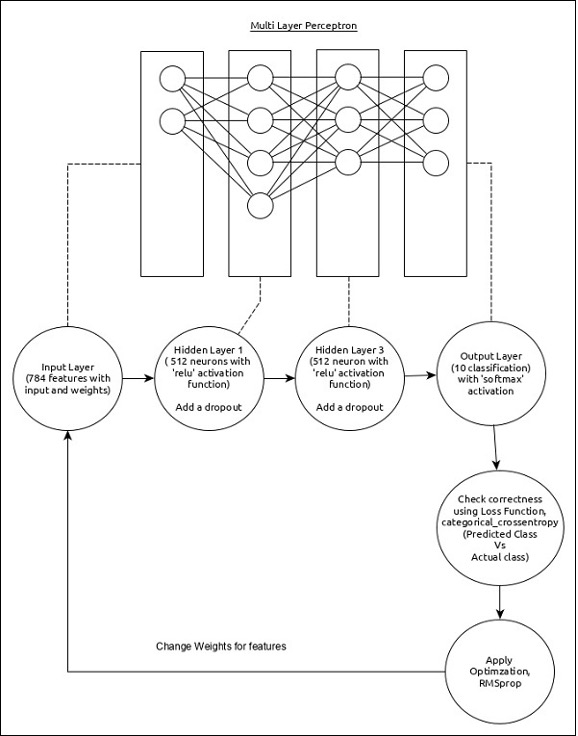 Multi Layer Perceptron
Input Layer
(784 features with
input and weights)
Hidden Layer 1
( 512 neurons with
'relu' activation
function)
Add a dropout
Hidden Layer 3
(512 neuron with
'relu' activation
function)
Add a dropout
Output Layer
(10 classification)
with 'softmax'
activation
Check correctness
using Loss Function,
categorical_crossentropy
(Predicted Class
Vs
Actual class)
Apply
Optimzation,
RMSprop
Change Weights for features